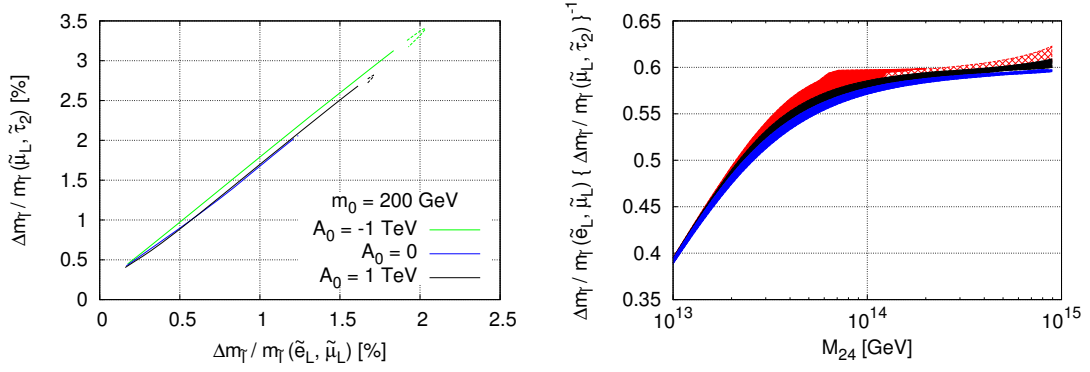 3.5
3
2.5
2
1.5
1
0.5
0
0 0.5 1 1.5 2 2.5
Δm_l̃ / m_l̃ (μ̃_L, τ̃_2) [%]
Δm_l̃ / m_l̃ (ẽ_L, μ̃_L) [%]
m_0 = 200 GeV
A_0 = -1 TeV
A_0 = 0
A_0 = 1 TeV
0.65
0.6
0.55
0.5
0.45
0.4
0.35
10^13 10^14 10^15
Δm_l̃ / m_l̃ (ẽ_L, μ̃_L) { Δm_l̃ / m_l̃ (μ̃_L, τ̃_2) }^-1
M_24 [GeV]